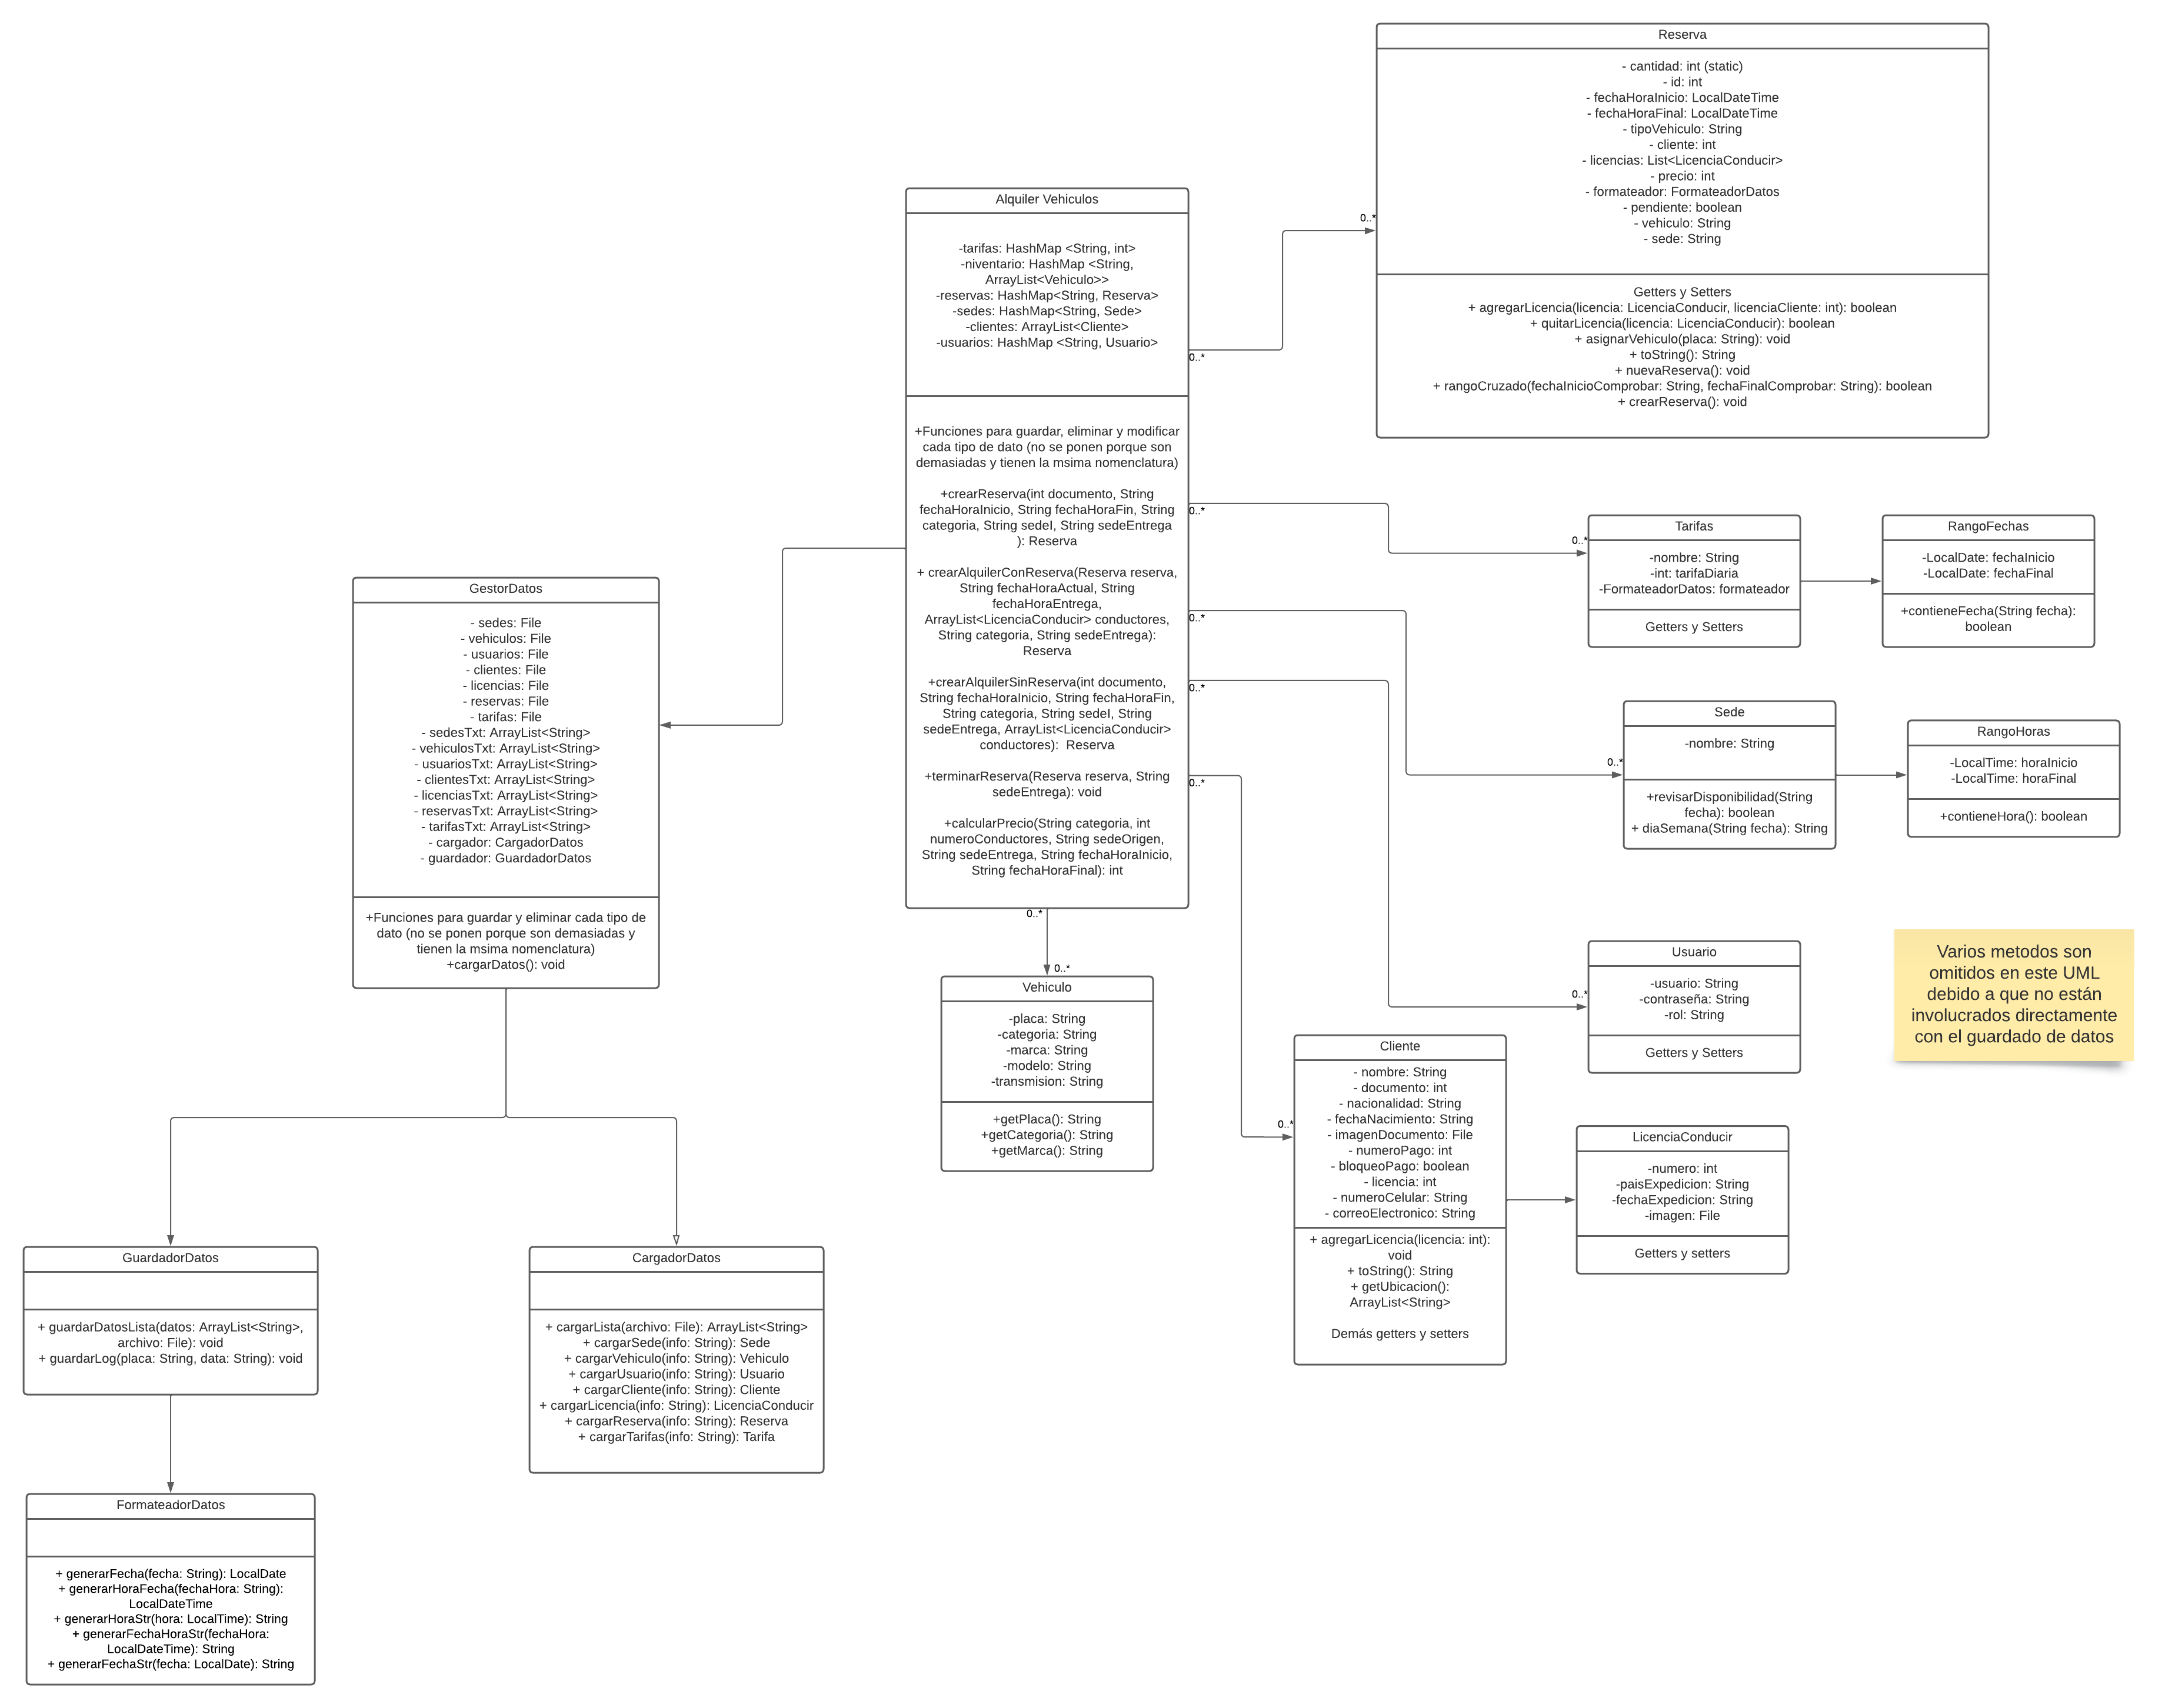 Reserva
- cantidad: int (static)
- id: int
- fechaHoraInicio: LocalDateTime
- fechaHoraFinal: LocalDateTime
- tipoVehiculo: String
- cliente: int
- licencias: List<LicenciaConducir>
- precio: int
- formateador: FormateadorDatos
- pendiente: boolean
- vehiculo: String
- sede: String
Getters y Setters
+ agregarLicencia(licencia: LicenciaConducir, licenciaCliente: int): boolean
+ quitarLicencia(licencia: LicenciaConducir): boolean
+ asignarVehiculo(placa: String): void
+ toString(): String
+ nuevaReserva(): void
+ rangoCruzado(fechaInicioComprobar: String, fechaFinalComprobar: String): boolean
+ crearReserva(): void
Alquiler Vehiculos
-tarifas: HashMap <String, int>
-niventario: HashMap <String,
ArrayList<Vehiculo>>
-reservas: HashMap<String, Reserva>
-sedes: HashMap<String, Sede>
-clientes: ArrayList<Cliente>
-usuarios: HashMap <String, Usuario>
+Funciones para guardar, eliminar y modificar
cada tipo de dato (no se ponen porque son
demasiadas y tienen la msima nomenclatura)
+crearReserva(int documento, String
fechaHoraInicio, String fechaHoraFin, String
categoria, String sedeI, String sedeEntrega
): Reserva
+ crearAlquilerConReserva(Reserva reserva,
String fechaHoraActual, String
fechaHoraEntrega,
ArrayList<LicenciaConducir> conductores,
String categoria, String sedeEntrega):
Reserva
+crearAlquilerSinReserva(int documento,
String fechaHoraInicio, String fechaHoraFin,
String categoria, String sedeI, String
sedeEntrega, ArrayList<LicenciaConducir>
conductores):  Reserva
+terminarReserva(Reserva reserva, String
sedeEntrega): void
+calcularPrecio(String categoria, int
numeroConductores, String sedeOrigen,
String sedeEntrega, String fechaHoraInicio,
String fechaHoraFinal): int
0..*
0..*
0..*
0..*
0..*
0..*
0..*
0..*
0..*
0..*
0..*
0..*
Tarifas
-nombre: String
-int: tarifaDiaria
-FormateadorDatos: formateador
Getters y Setters
RangoFechas
-LocalDate: fechaInicio
-LocalDate: fechaFinal
+contieneFecha(String fecha):
boolean
GestorDatos
- sedes: File
- vehiculos: File
- usuarios: File
- clientes: File
- licencias: File
- reservas: File
- tarifas: File
- sedesTxt: ArrayList<String>
- vehiculosTxt: ArrayList<String>
- usuariosTxt: ArrayList<String>
- clientesTxt: ArrayList<String>
- licenciasTxt: ArrayList<String>
- reservasTxt: ArrayList<String>
- tarifasTxt: ArrayList<String>
- cargador: CargadorDatos
- guardador: GuardadorDatos
+Funciones para guardar y eliminar cada tipo de
dato (no se ponen porque son demasiadas y
tienen la msima nomenclatura)
+cargarDatos(): void
Sede
-nombre: String
+revisarDisponibilidad(String
fecha): boolean
+ diaSemana(String fecha): String
RangoHoras
-LocalTime: horaInicio
-LocalTime: horaFinal
+contieneHora(): boolean
Usuario
-usuario: String
-contraseña: String
-rol: String
Getters y Setters
Varios metodos son
omitidos en este UML
debido a que no están
involucrados directamente
con el guardado de datos
Vehiculo
-placa: String
-categoria: String
-marca: String
-modelo: String
-transmision: String
+getPlaca(): String
+getCategoria(): String
+getMarca(): String
Cliente
- nombre: String
- documento: int
- nacionalidad: String
- fechaNacimiento: String
- imagenDocumento: File
- numeroPago: int
- bloqueoPago: boolean
- licencia: int
- numeroCelular: String
- correoElectronico: String
+ agregarLicencia(licencia: int):
void
+ toString(): String
+ getUbicacion():
ArrayList<String>
Demás getters y setters
LicenciaConducir
-numero: int
-paisExpedicion: String
-fechaExpedicion: String
-imagen: File
Getters y setters
GuardadorDatos
+ guardarDatosLista(datos: ArrayList<String>,
archivo: File): void
+ guardarLog(placa: String, data: String): void
CargadorDatos
+ cargarLista(archivo: File): ArrayList<String>
+ cargarSede(info: String): Sede
+ cargarVehiculo(info: String): Vehiculo
+ cargarUsuario(info: String): Usuario
+ cargarCliente(info: String): Cliente
+ cargarLicencia(info: String): LicenciaConducir
+ cargarReserva(info: String): Reserva
+ cargarTarifas(info: String): Tarifa
FormateadorDatos
+ generarFecha(fecha: String): LocalDate
+ generarHoraFecha(fechaHora: String):
LocalDateTime
+ generarHoraStr(hora: LocalTime): String
+ generarFechaHoraStr(fechaHora:
LocalDateTime): String
+ generarFechaStr(fecha: LocalDate): String